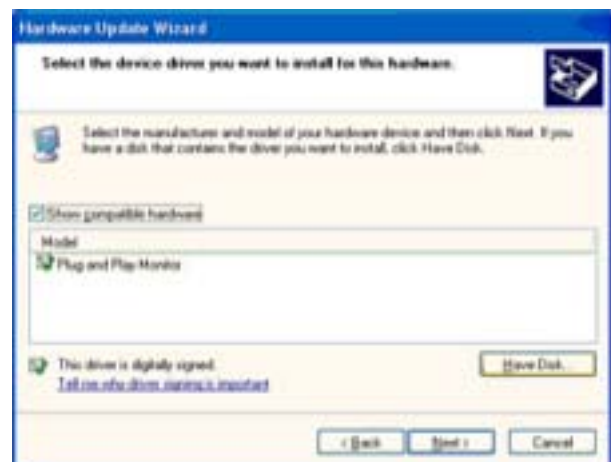 Hardware Update Wizard
Select the device driver you want to install for this hardware.
Select the manufacturer and model of your hardware device and then click Next. If you
have a disk that contains the driver you want to install, click Have Disk.
Show compatible hardware
Model
Plug and Play Monitor
This driver is digitally signed.
Tell me why driver signing is important
Have Disk...
< Back
Next >
Cancel